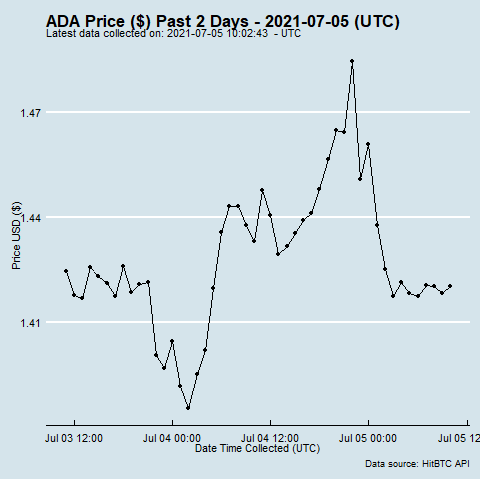 ADA Price ($) Past 2 Days - 2021-07-05 (UTC)
Latest data collected on: 2021-07-05 10:02:43 - UTC
1.47
1.44
1.41
Price USD ($)
Jul 03 12:00 Jul 04 00:00 Jul 04 12:00 Jul 05 00:00 Jul 05 12
Date Time Collected (UTC)
Data source: HitBTC API